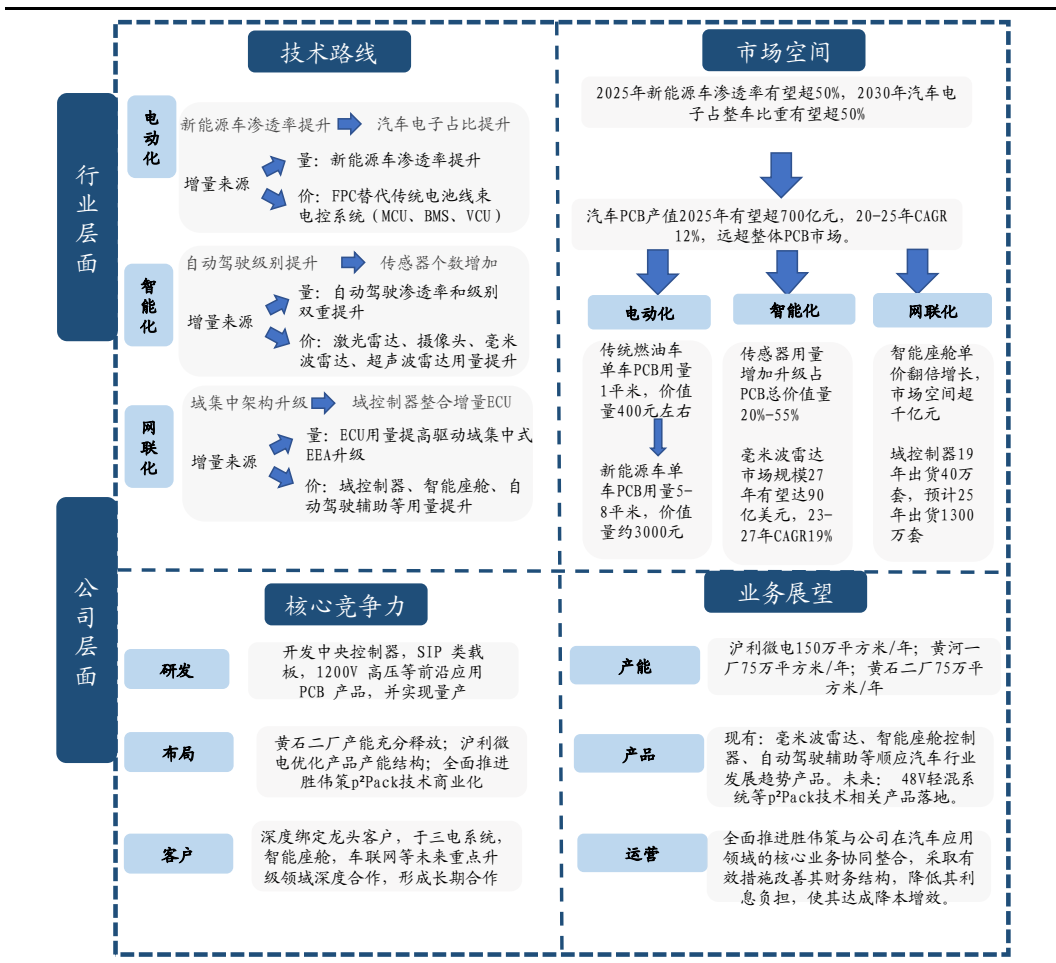 行业层面
技术路线
电动化
新能源车渗透率提升
汽车电子占比提升
增量来源
量：新能源车渗透率提升
价：FPC替代传统电池线束
电控系统（MCU、BMS、VCU）
智能化
自动驾驶级别提升
传感器个数增加
增量来源
量：自动驾驶渗透率和级别
双重提升
价：激光雷达、摄像头、毫米
波雷达、超声波雷达用量提升
网联化
域集中架构升级
域控制器整合增量ECU
增量来源
量：ECU用量提高驱动域集中式
EEA升级
价：域控制器、智能座舱、自
动驾驶辅助等用量提升
市场空间
2025年新能源车渗透率有望超50%，2030年汽车电
子占整车比重有望超50%
汽车PCB产值2025年有望超700亿元，20-25年CAGR
12%，远超整体PCB市场。
电动化
传统燃油车
单车PCB用量
1平米，价值
量400元左右
新能源车单
车PCB用量5-
8平米，价值
量约3000元
智能化
传感器用量
增加升级占
PCB总价值量
20%-55%
毫米波雷达
市场规模27
年有望达90
亿美元，23-
27年CAGR19%
网联化
智能座舱单
价翻倍增长，
市场空间超
千亿元
域控制器19
年出货40万
套，预计25
年出货1300
万套
公司层面
核心竞争力
研发
开发中央控制器，SIP 类载
板，1200V 高压等前沿应用
PCB 产品，并实现量产
布局
黄石二厂产能充分释放；沪利微
电优化产品产能结构；全面推进
胜伟策p²Pack技术商业化
客户
深度绑定龙头客户，于三电系统，
智能座舱，车联网等未来重点升
级领域深度合作，形成长期合作
业务展望
产能
沪利微电150万平方米/年；黄河一
厂75万平方米/年；黄石二厂75万平
方米/年
产品
现有：毫米波雷达、智能座舱控制
器、自动驾驶辅助等顺应汽车行业
发展趋势产品。未来： 48V轻混系
统等p²Pack技术相关产品落地。
运营
全面推进胜伟策与公司在汽车应用
领域的核心业务协同整合，采取有
效措施改善其财务结构，降低其利
息负担，使其达成降本增效。